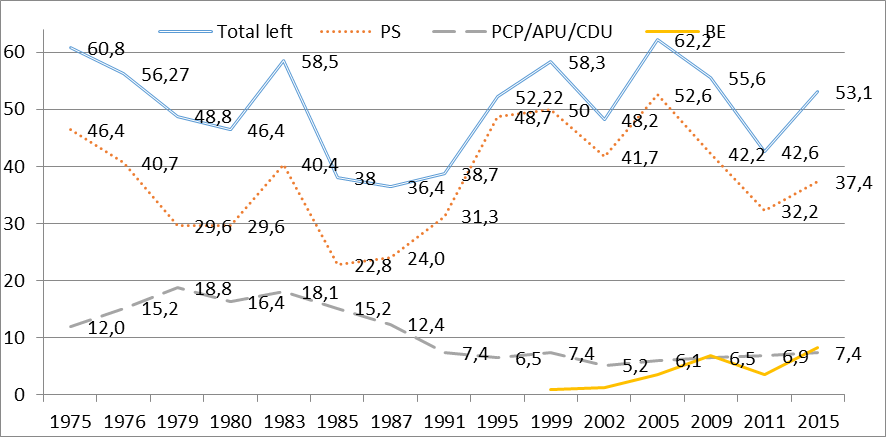 Total left PS PCP/APU/CDU BE
60
50
40
30
20
10
0
60,8 56,27 48,8 46,4 58,5 38 36,4 38,7 52,22 58,3 48,2 62,2 55,6 42,6 53,1
46,4 40,7 29,6 29,6 40,4 22,8 24,0 31,3 48,7 50 41,7 52,6 42,2 32,2 37,4
12,0 15,2 18,8 16,4 18,1 15,2 12,4 7,4 6,5 7,4 5,2 6,1 6,5 6,9 7,4
1975 1976 1979 1980 1983 1985 1987 1991 1995 1999 2002 2005 2009 2011 2015